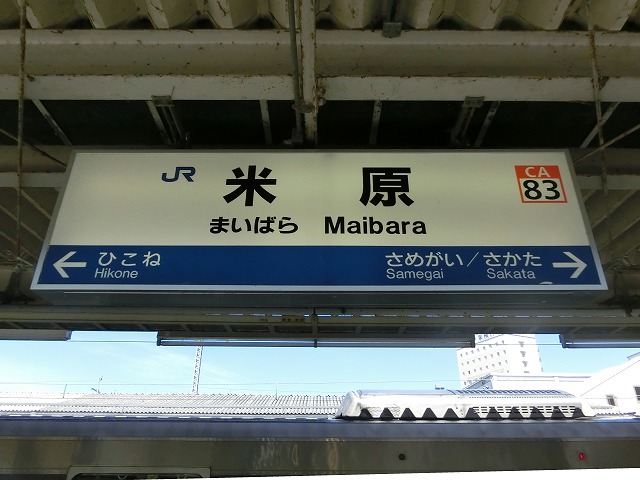 JR 米原 CA 83
まいばら Maibara
← ひこね さめがい／さかた →
Hikone Samegai Sakata